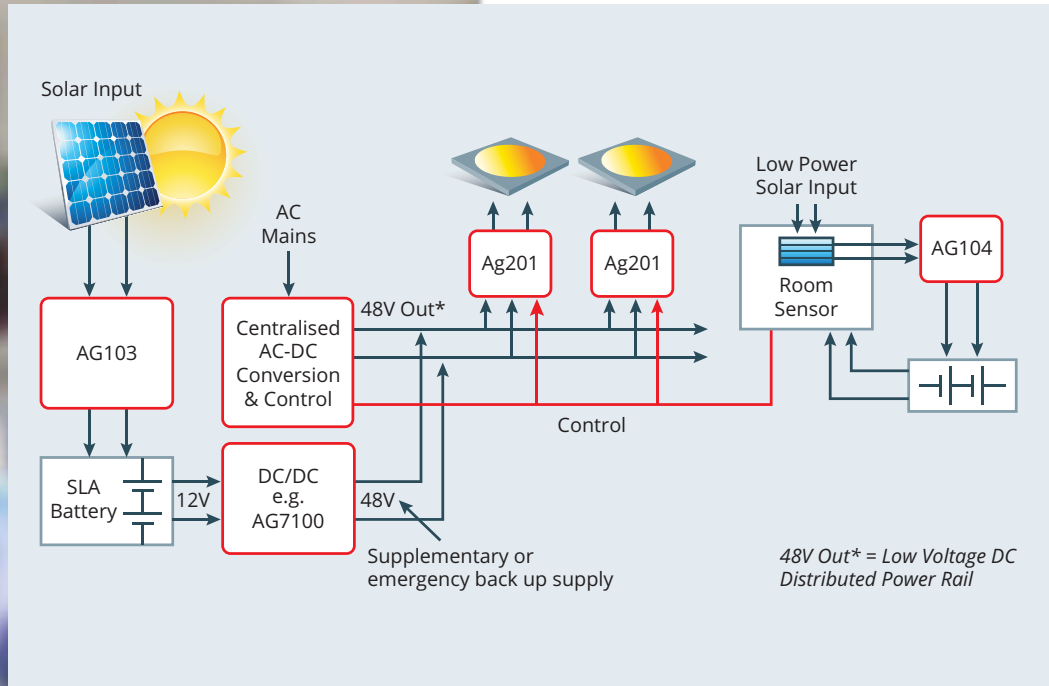 Solar Input
AC
Mains
Low Power
Solar Input
Ag201
Ag201
AG104
Room
Sensor
48V Out*
Centralised
AC-DC
Conversion
& Control
AG103
Control
SLA
Battery
12V
DC/DC
e.g.
AG7100
48V
Supplementary or
emergency back up supply
48V Out* = Low Voltage DC
Distributed Power Rail